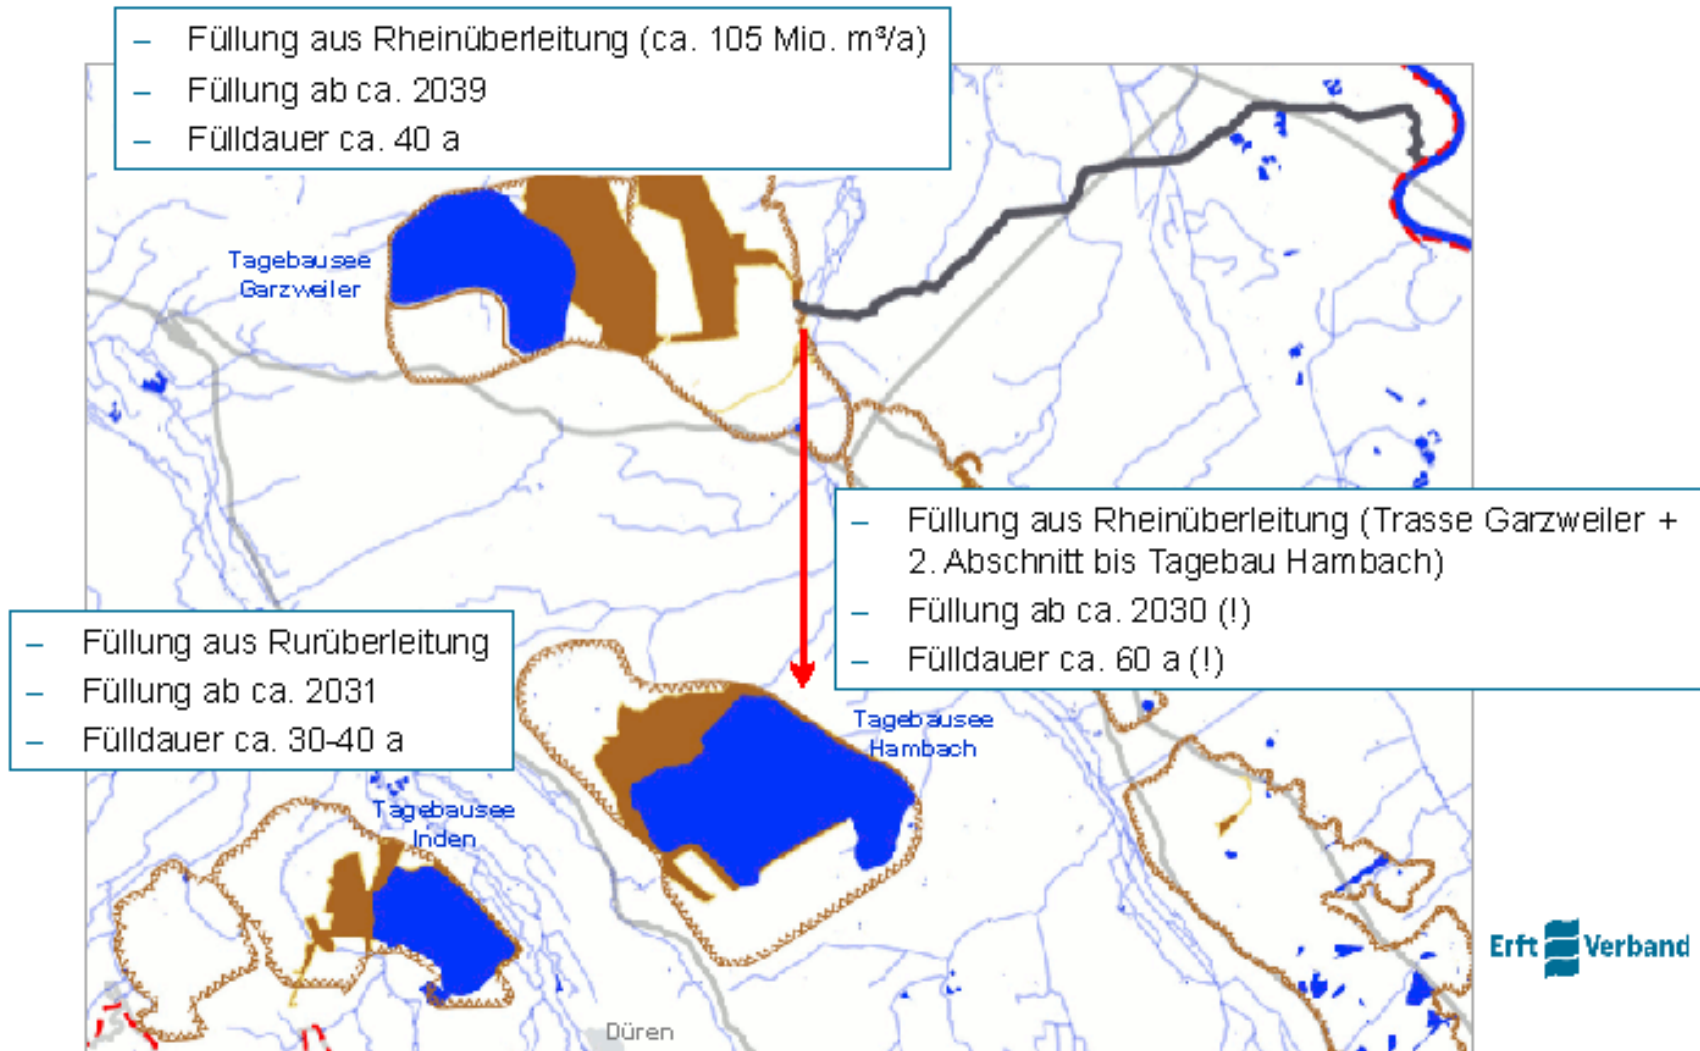 – Füllung aus Rheinüberleitung (ca. 105 Mio. m³/a)
– Füllung ab ca. 2039
– Fülldauer ca. 40 a
Tagebausee
Garzweiler
– Füllung aus Rheinüberleitung (Trasse Garzweiler +
2. Abschnitt bis Tagebau Hambach)
– Füllung ab ca. 2030 (!)
– Fülldauer ca. 60 a (!)
– Füllung aus Rurüberleitung
– Füllung ab ca. 2031
– Fülldauer ca. 30-40 a
Tagebausee
Hambach
Tagebausee
Inden
Erft Verband
Düren